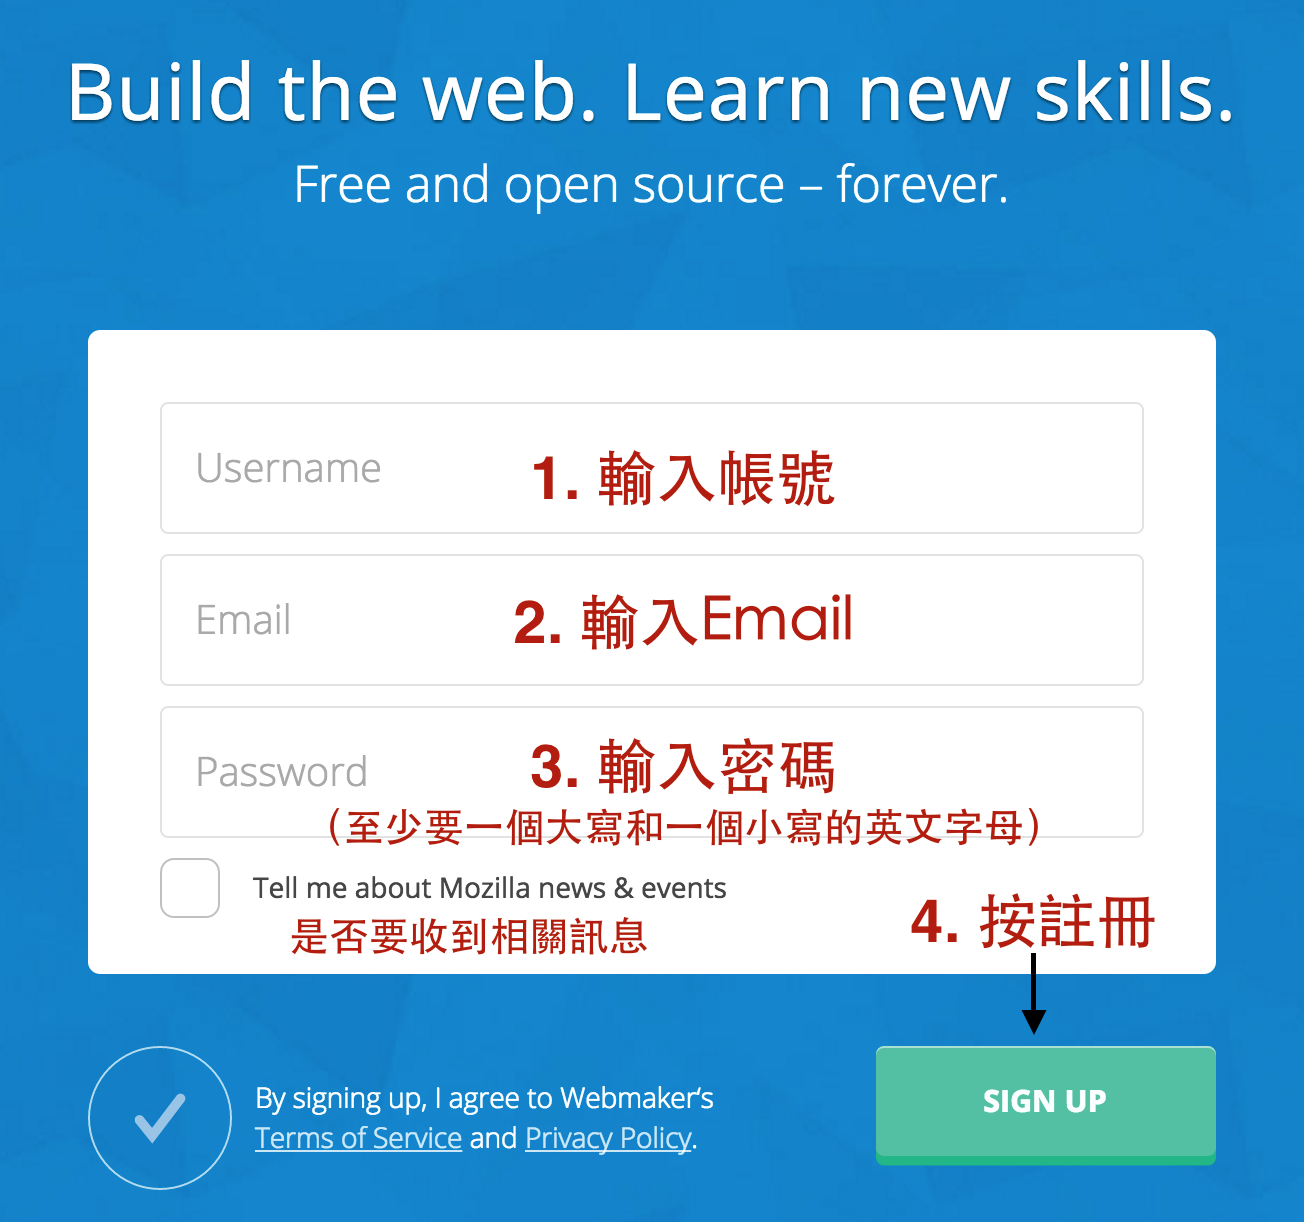 Build the web. Learn new skills.
Free and open source – forever.
Username
1. 輸入帳號
Email
2. 輸入Email
Password
3. 輸入密碼
(至少要一個大寫和一個小寫的英文字母)
Tell me about Mozilla news & events
是否要收到相關訊息
4. 按註冊
By signing up, I agree to Webmaker's
Terms of Service and Privacy Policy.
SIGN UP